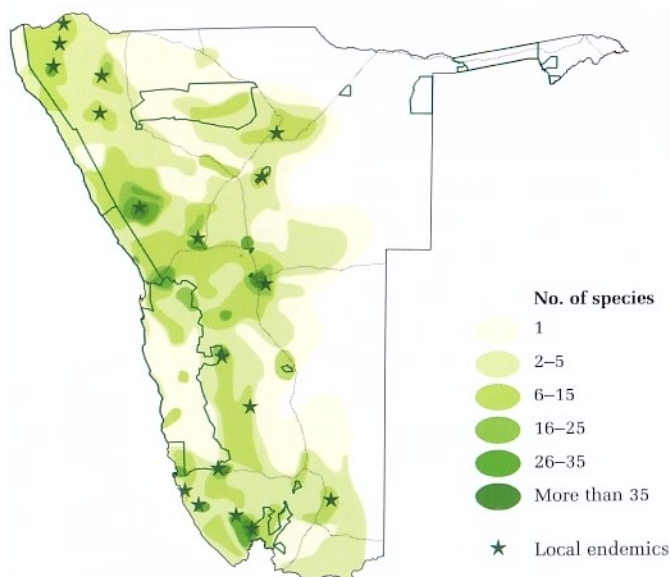 No. of species
1
2–5
6–15
16–25
26–35
More than 35
Local endemics